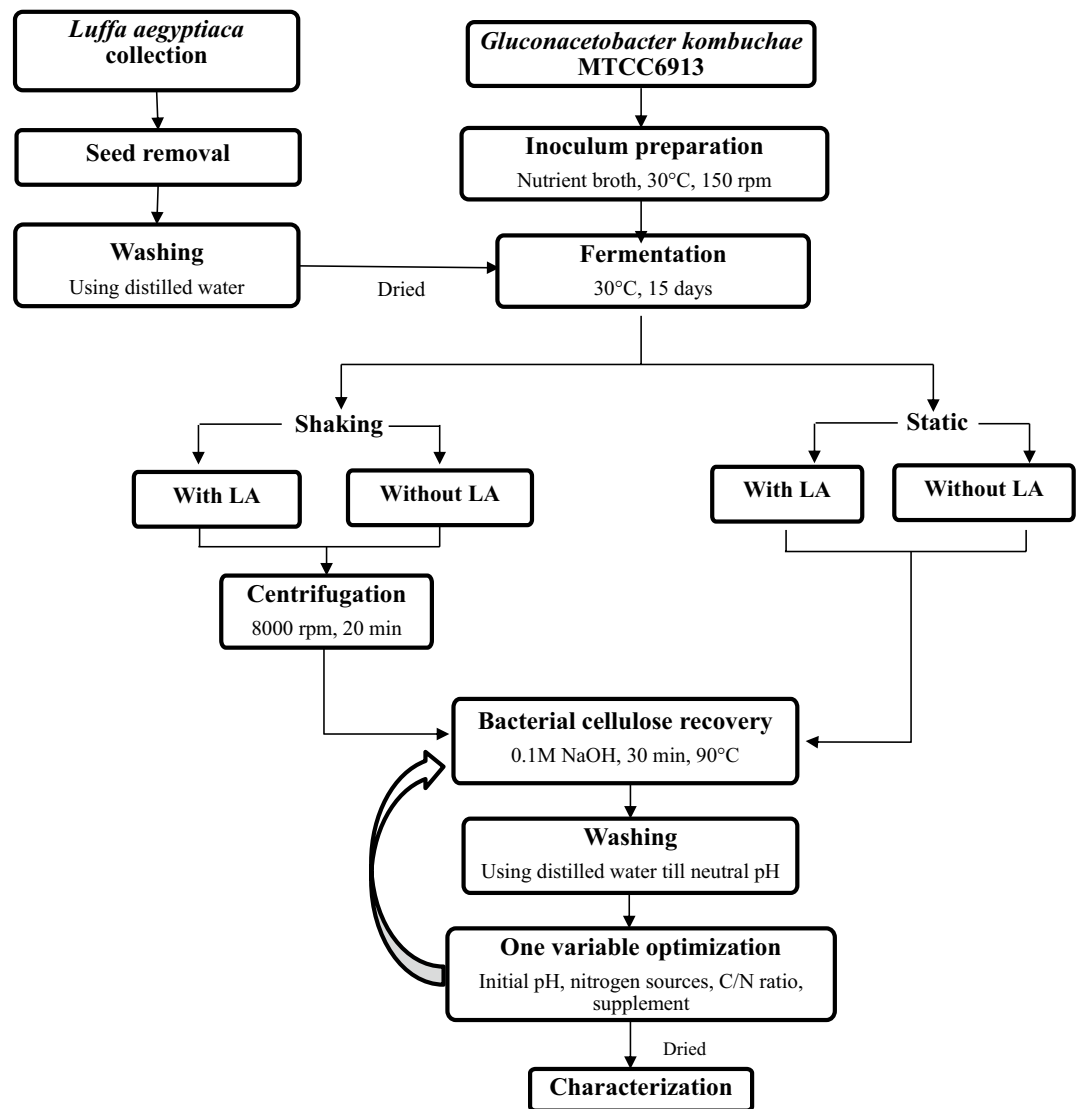 Luffa aegyptiaca
collection
Gluconacetobacter kombuchae
MTCC6913
Seed removal
Inoculum preparation
Nutrient broth, 30°C, 150 rpm
Washing
Using distilled water
Dried
Fermentation
30°C, 15 days
Shaking
Static
With LA
Without LA
With LA
Without LA
Centrifugation
8000 rpm, 20 min
Bacterial cellulose recovery
0.1M NaOH, 30 min, 90°C
Washing
Using distilled water till neutral pH
One variable optimization
Initial pH, nitrogen sources, C/N ratio,
supplement
Dried
Characterization